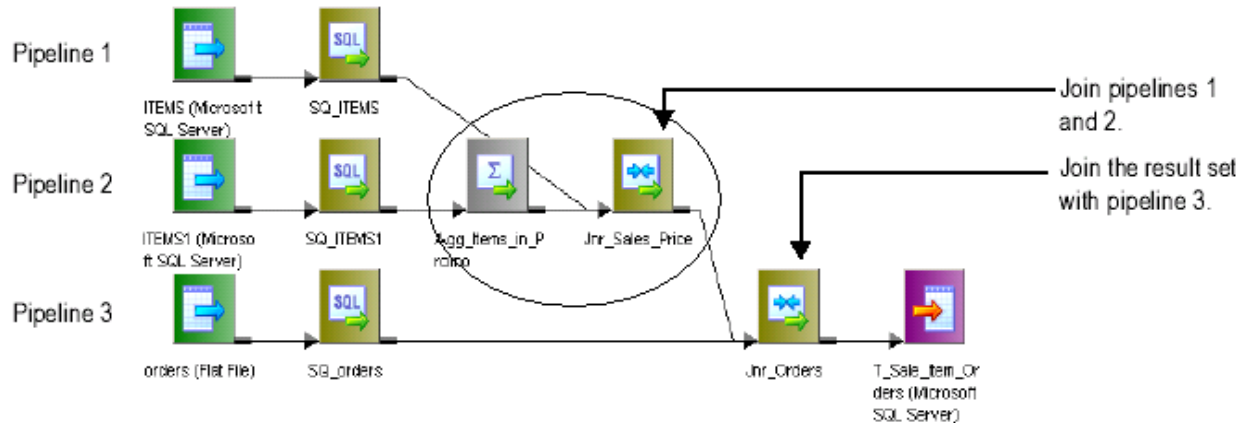 Pipeline 1
SQL
ITEMS (Microsoft
SQL Server)
SQ_ITEMS
Join pipelines 1
and 2.
Join the result set
with pipeline 3.
Pipeline 2
SQL
Σ
ITEMS1 (Microso
ft SQL Server)
SQ_ITEMS1
Agg_Items_in_P
romo
Jnr_Sales_Price
Pipeline 3
SQL
orders (Flat File)
SQ_orders
Jnr_Orders
T_Sale_Item_Or
ders (Microsoft
SQL Server)